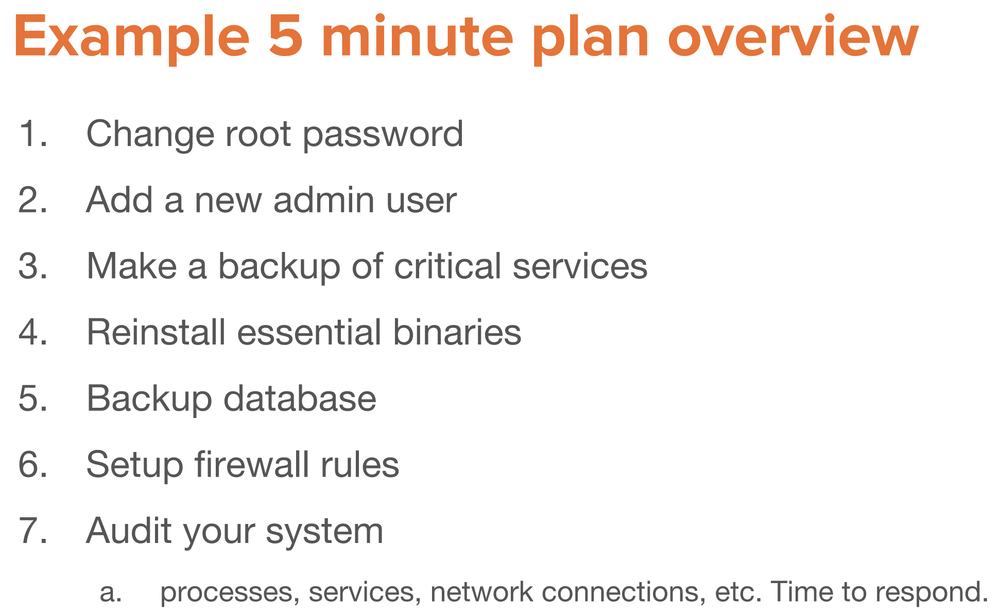 Example 5 minute plan overview
1. Change root password
2. Add a new admin user
3. Make a backup of critical services
4. Reinstall essential binaries
5. Backup database
6. Setup firewall rules
7. Audit your system
a. processes, services, network connections, etc. Time to respond.